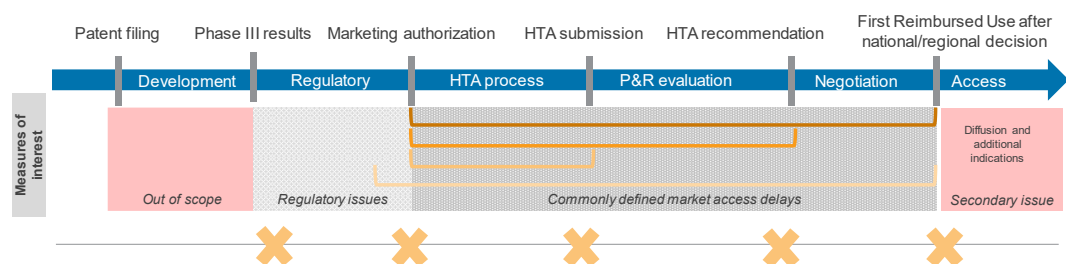 First Reimbursed Use after
Patent filing Phase III results Marketing authorization HTA submission HTA recommendation national/regional decision
Development Regulatory HTA process P&R evaluation Negotiation Access
Measures of
interest
Diffusion and
additional
indications
Out of scope Regulatory issues Commonly defined market access delays Secondary issue